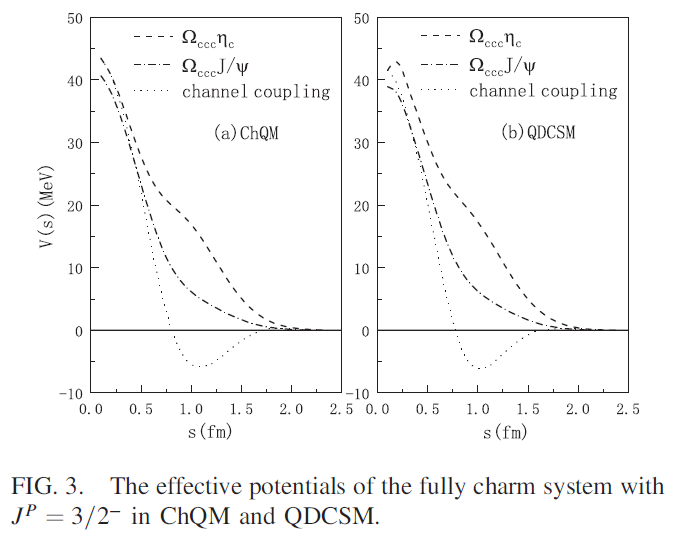 50
40
30
20
10
0
-10
V(s)(MeV)
Ω_ccc η_c
Ω_ccc J/ψ
channel coupling
(a)ChQM
0.0 0.5 1.0 1.5 2.0 2.5
s(fm)
50
40
30
20
10
0
-10
Ω_ccc η_c
Ω_ccc J/ψ
channel coupling
(b)QDCSM
0.0 0.5 1.0 1.5 2.0 2.5
s(fm)
FIG. 3. The effective potentials of the fully charm system with
J^P = 3/2^− in ChQM and QDCSM.